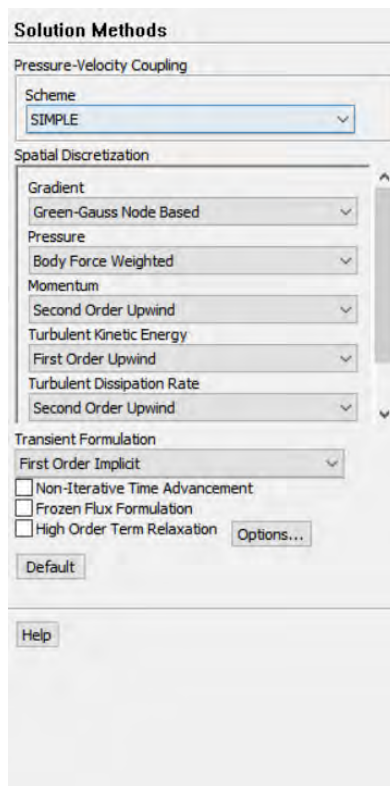 Solution Methods
Pressure-Velocity Coupling
Scheme
SIMPLE
Spatial Discretization
Gradient
Green-Gauss Node Based
Pressure
Body Force Weighted
Momentum
Second Order Upwind
Turbulent Kinetic Energy
First Order Upwind
Turbulent Dissipation Rate
Second Order Upwind
Transient Formulation
First Order Implicit
Non-Iterative Time Advancement
Frozen Flux Formulation
High Order Term Relaxation Options...
Default
Help